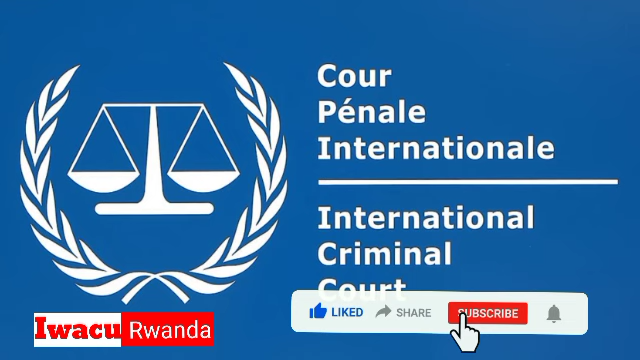 Cour
Pénale
Internationale
International
Criminal
Court
Iwacu Rwanda
LIKED SHARE SUBSCRIBE